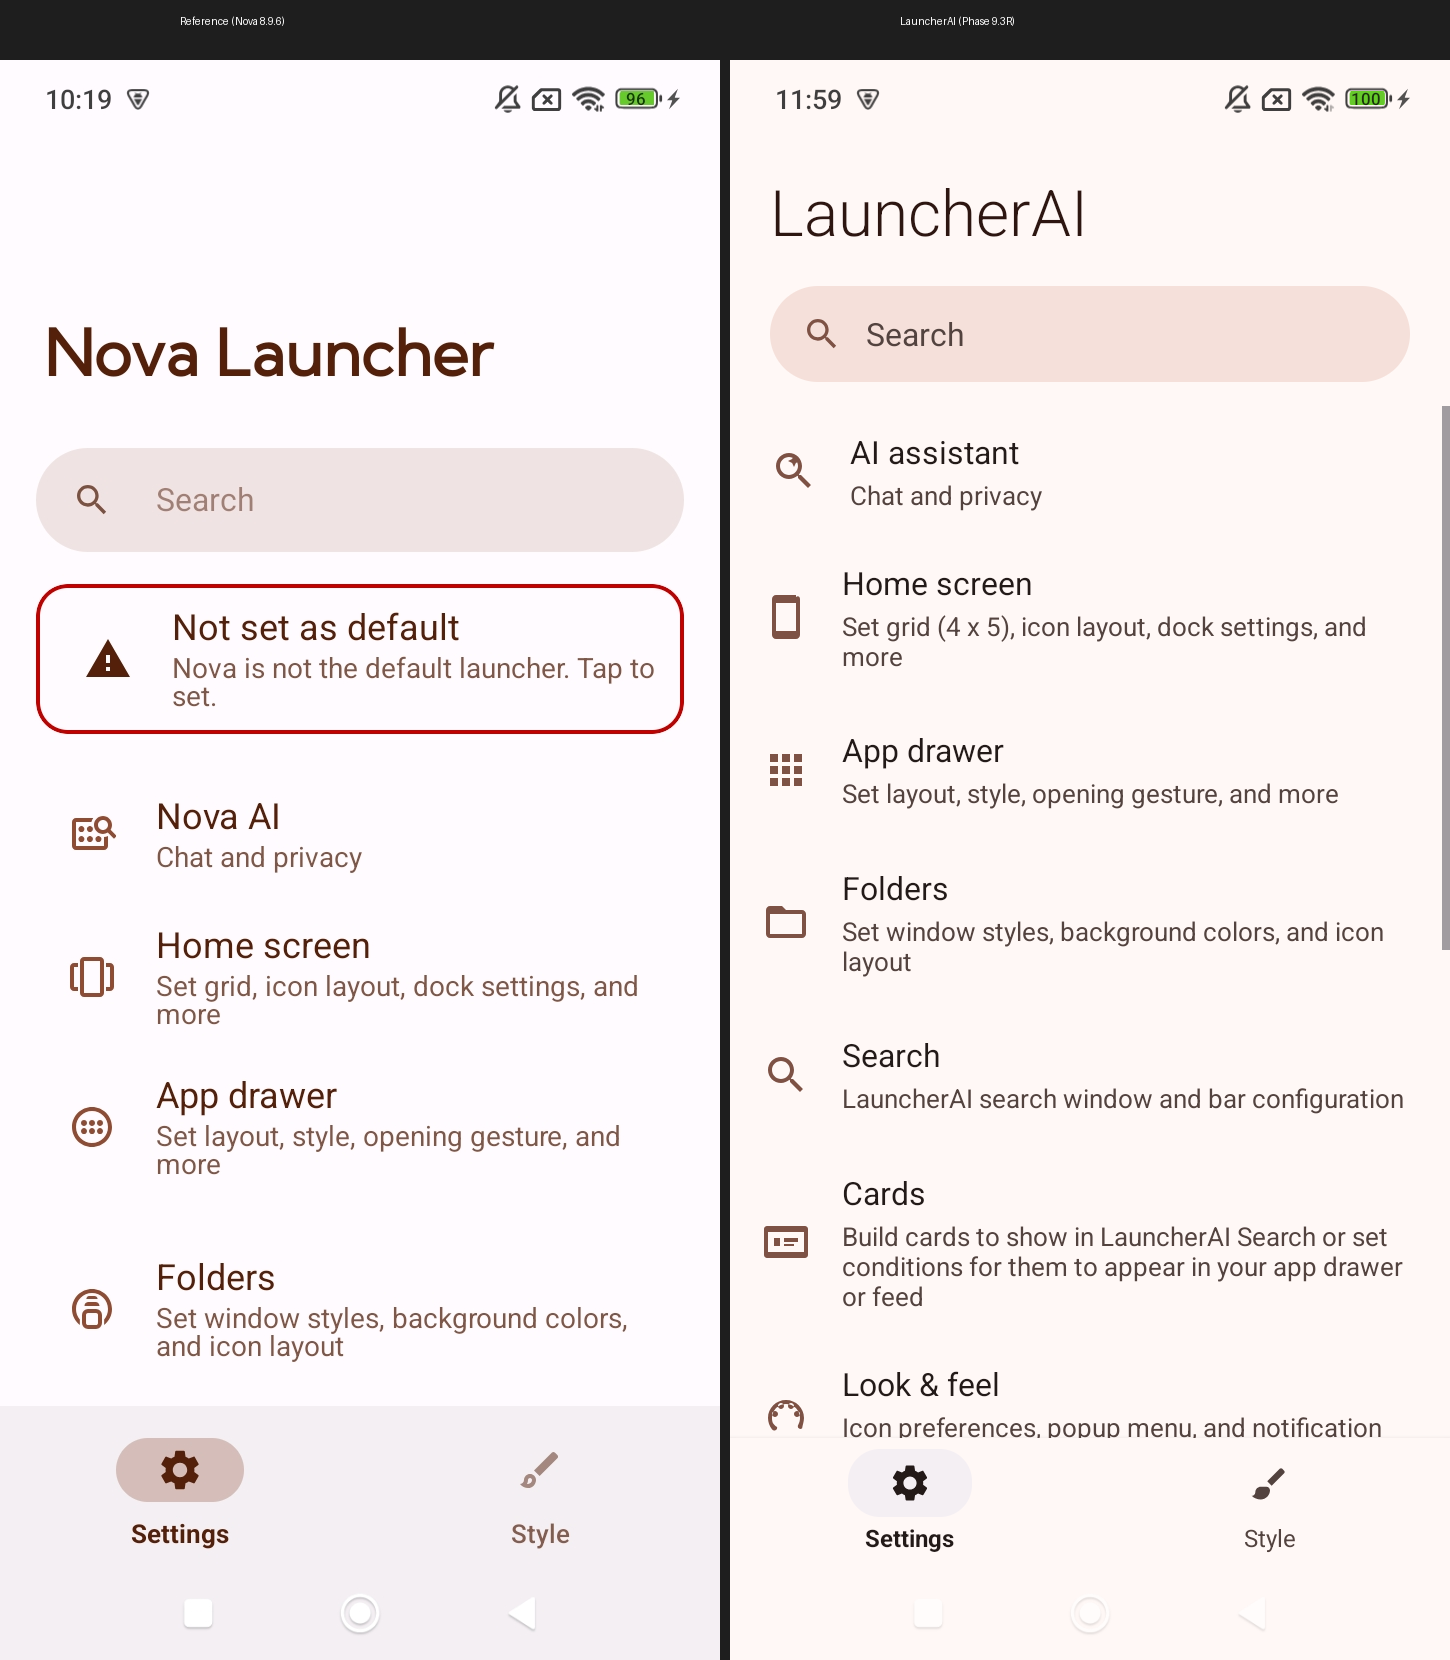 Reference (Nova 8.9.6)
10:19
96
Nova Launcher
Search
Not set as default
Nova is not the default launcher. Tap to
set.
Nova AI
Chat and privacy
Home screen
Set grid, icon layout, dock settings, and
more
App drawer
Set layout, style, opening gesture, and
more
Folders
Set window styles, background colors,
and icon layout
Settings
Style
LauncherAI (Phase 9.3R)
11:59
100
LauncherAI
Search
AI assistant
Chat and privacy
Home screen
Set grid (4 x 5), icon layout, dock settings, and
more
App drawer
Set layout, style, opening gesture, and more
Folders
Set window styles, background colors, and icon
layout
Search
LauncherAI search window and bar configuration
Cards
Build cards to show in LauncherAI Search or set
conditions for them to appear in your app drawer
or feed
Look & feel
Icon preferences, popup menu, and notification
Settings
Style